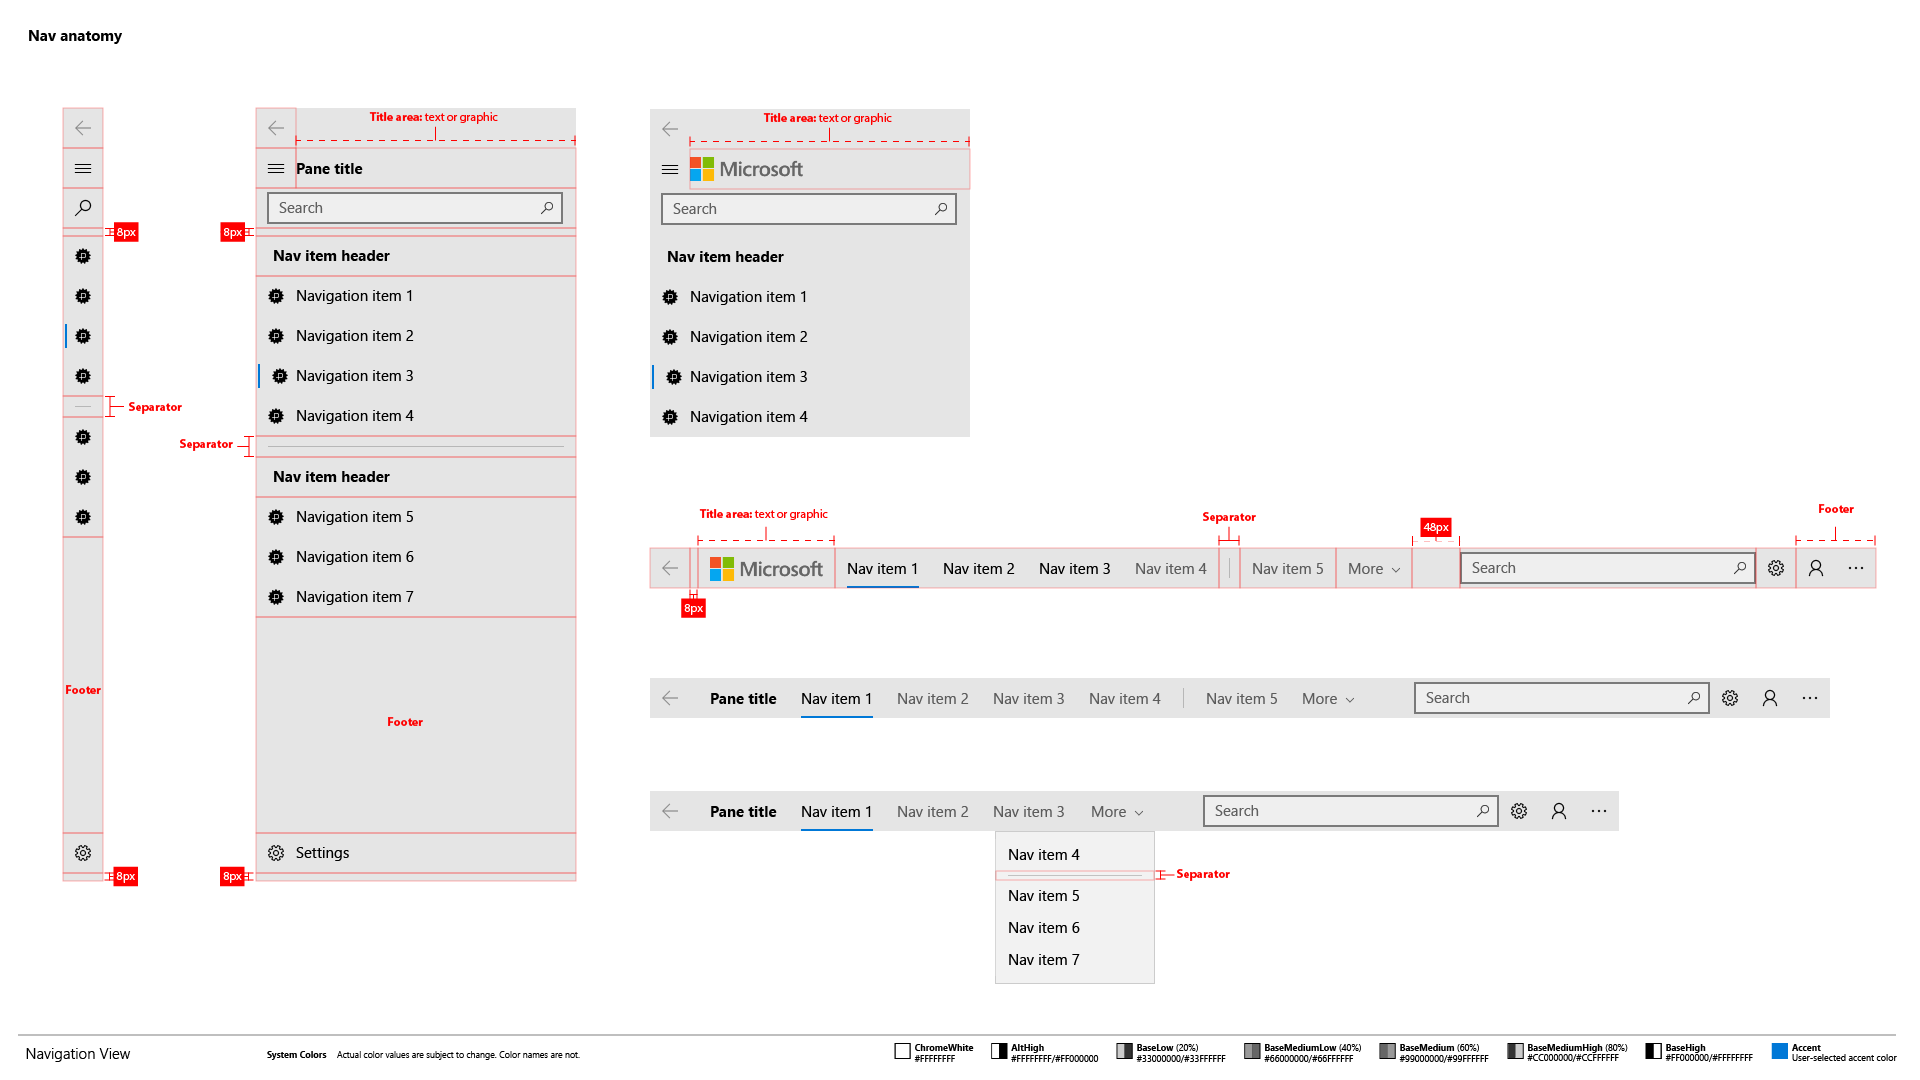 Nav anatomy
8px
Separator
Footer
8px
Title area: text or graphic
Pane title
Search
8px
Nav item header
Navigation item 1
Navigation item 2
Navigation item 3
Navigation item 4
Separator
Nav item header
Navigation item 5
Navigation item 6
Navigation item 7
Footer
Settings
8px
Title area: text or graphic
Microsoft
Search
Nav item header
Navigation item 1
Navigation item 2
Navigation item 3
Navigation item 4
Title area: text or graphic
Separator
48px
Footer
Microsoft Nav item 1 Nav item 2 Nav item 3 Nav item 4 Nav item 5 More Search
8px
Pane title Nav item 1 Nav item 2 Nav item 3 Nav item 4 Nav item 5 More Search
Pane title Nav item 1 Nav item 2 Nav item 3 More Search
Nav item 4
Separator
Nav item 5
Nav item 6
Nav item 7
Navigation View
System Colors Actual color values are subject to change. Color names are not.
ChromeWhite
#FFFFFFFF
AltHigh
#FFFFFFFF/#FF000000
BaseLow (20%)
#33000000/#33FFFFFF
BaseMediumLow (40%)
#66000000/#66FFFFFF
BaseMedium (60%)
#99000000/#99FFFFFF
BaseMediumHigh (80%)
#CC000000/#CCFFFFFF
BaseHigh
#FF000000/#FFFFFFFF
Accent
User-selected accent color